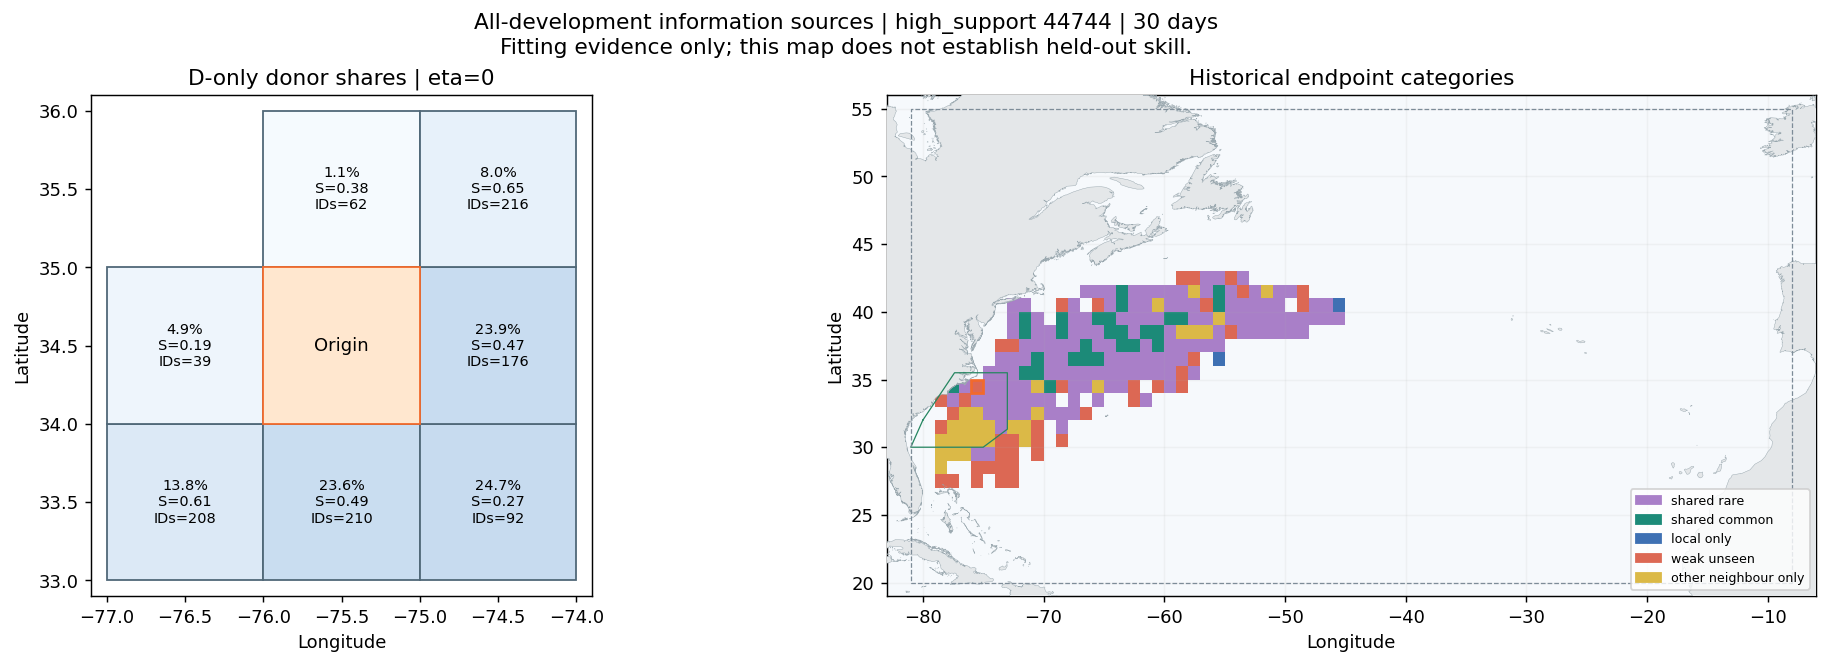 All-development information sources | high_support 44744 | 30 days
Fitting evidence only; this map does not establish held-out skill.
D-only donor shares | eta=0
36.0
35.5
35.0
34.5
34.0
33.5
33.0
Latitude
1.1%
S=0.38
IDs=62
8.0%
S=0.65
IDs=216
4.9%
S=0.19
IDs=39
Origin
23.9%
S=0.47
IDs=176
13.8%
S=0.61
IDs=208
23.6%
S=0.49
IDs=210
24.7%
S=0.27
IDs=92
−77.0 −76.5 −76.0 −75.5 −75.0 −74.5 −74.0
Longitude
Historical endpoint categories
55
50
45
40
35
30
25
20
Latitude
shared rare
shared common
local only
weak unseen
other neighbour only
−80 −70 −60 −50 −40 −30 −20 −10
Longitude